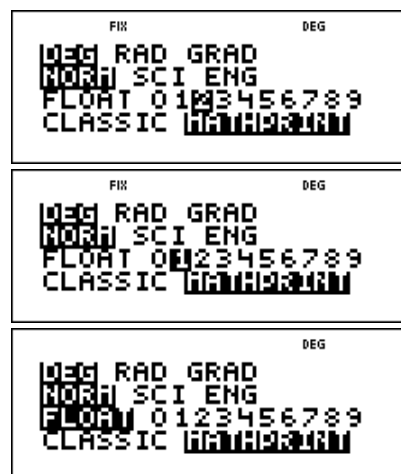 FIX DEG
DEG RAD GRAD
NORM SCI ENG
FLOAT 0123456789
CLASSIC MATHPRINT
FIX DEG
DEG RAD GRAD
NORM SCI ENG
FLOAT 0123456789
CLASSIC MATHPRINT
DEG
DEG RAD GRAD
NORM SCI ENG
FLOAT 0123456789
CLASSIC MATHPRINT